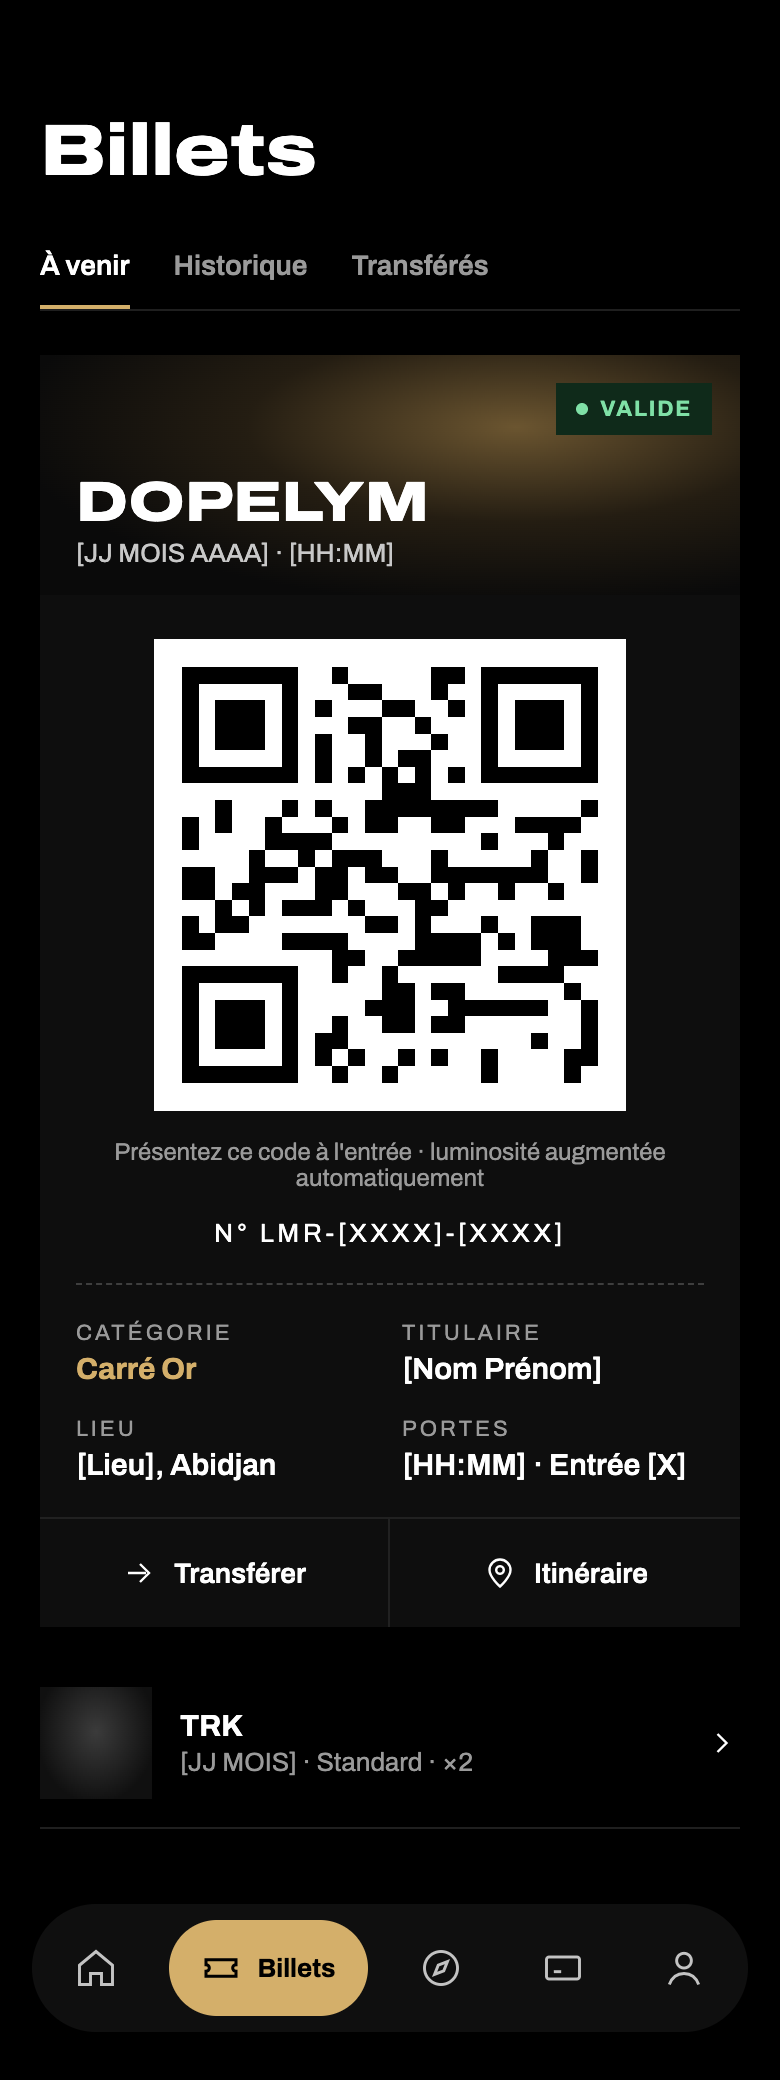 Billets
À venir
Historique
Transférés
VALIDE
DOPELYM
[JJ MOIS AAAA] · [HH:MM]
Présentez ce code à l'entrée · luminosité augmentée
automatiquement
N° LMR-[XXXX]-[XXXX]
CATÉGORIE
Carré Or
TITULAIRE
[Nom Prénom]
LIEU
[Lieu], Abidjan
PORTES
[HH:MM] · Entrée [X]
Transférer
Itinéraire
TRK
[JJ MOIS] · Standard · ×2
Billets